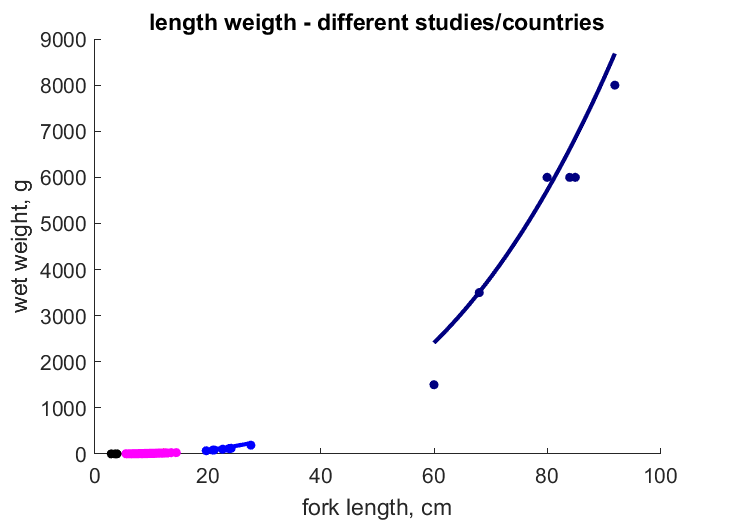 length weigth - different studies/countries
9000
8000
7000
6000
5000
4000
3000
2000
1000
0
wet weight, g
0 20 40 60 80 100
fork length, cm